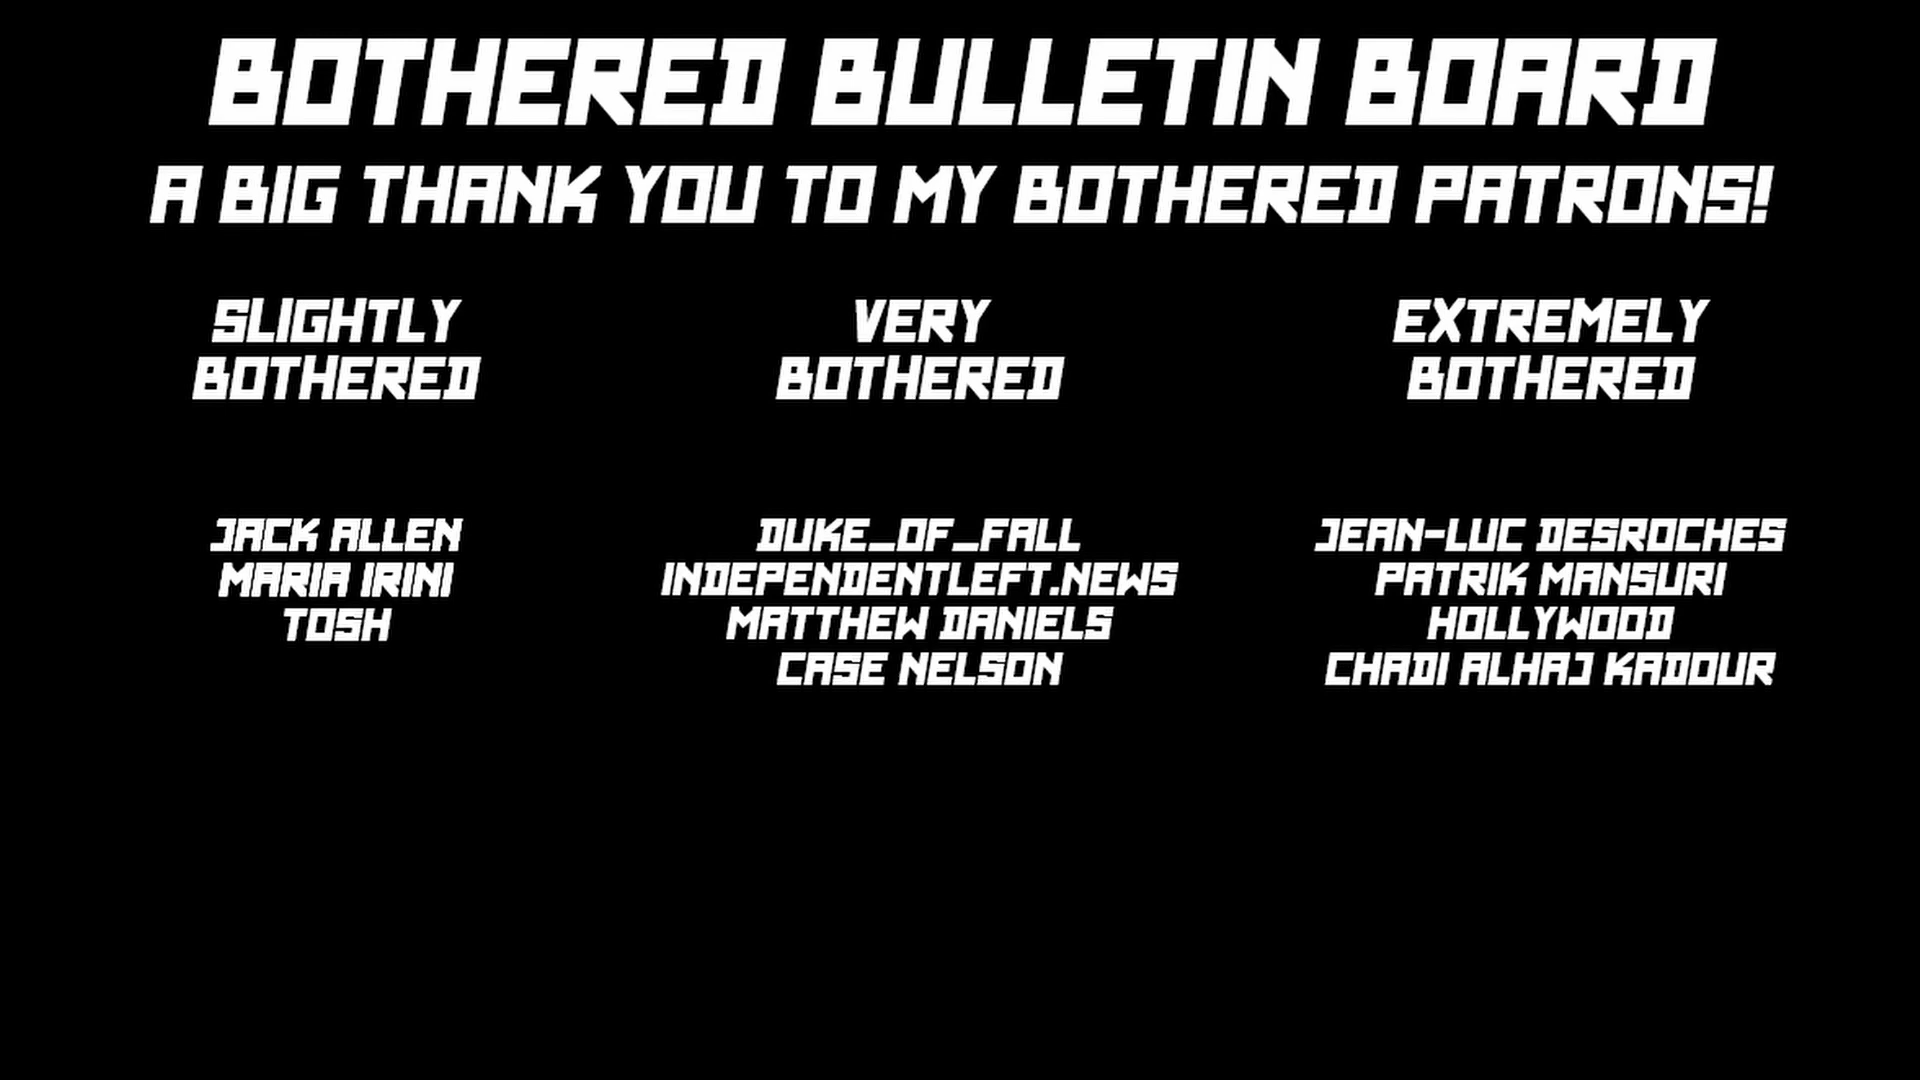 BOTHERED BULLETIN BOARD
A BIG THANK YOU TO MY BOTHERED PATRONS!
SLIGHTLY
BOTHERED
JACK ALLEN
MARIA IRINI
TOSH
VERY
BOTHERED
DUKE_OF_FALL
INDEPENDENTLEFT.NEWS
MATTHEW DANIELS
CASE NELSON
EXTREMELY
BOTHERED
JEAN-LUC DESROCHES
PATRIK MANSURI
HOLLYWOOD
CHADI ALHAJ KADOUR